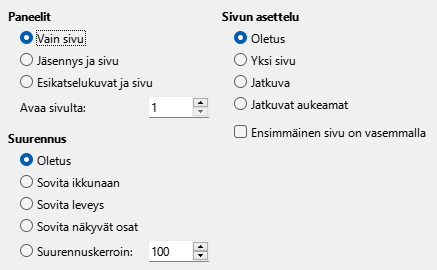 Paneelit
Vain sivu
Jäsennys ja sivu
Esikatselukuvat ja sivu
Avaa sivulta: 1
Suurennus
Oletus
Sovita ikkunaan
Sovita leveys
Sovita näkyvät osat
Suurennuskerroin: 100
Sivun asettelu
Oletus
Yksi sivu
Jatkuva
Jatkuvat aukeamat
Ensimmäinen sivu on vasemmalla